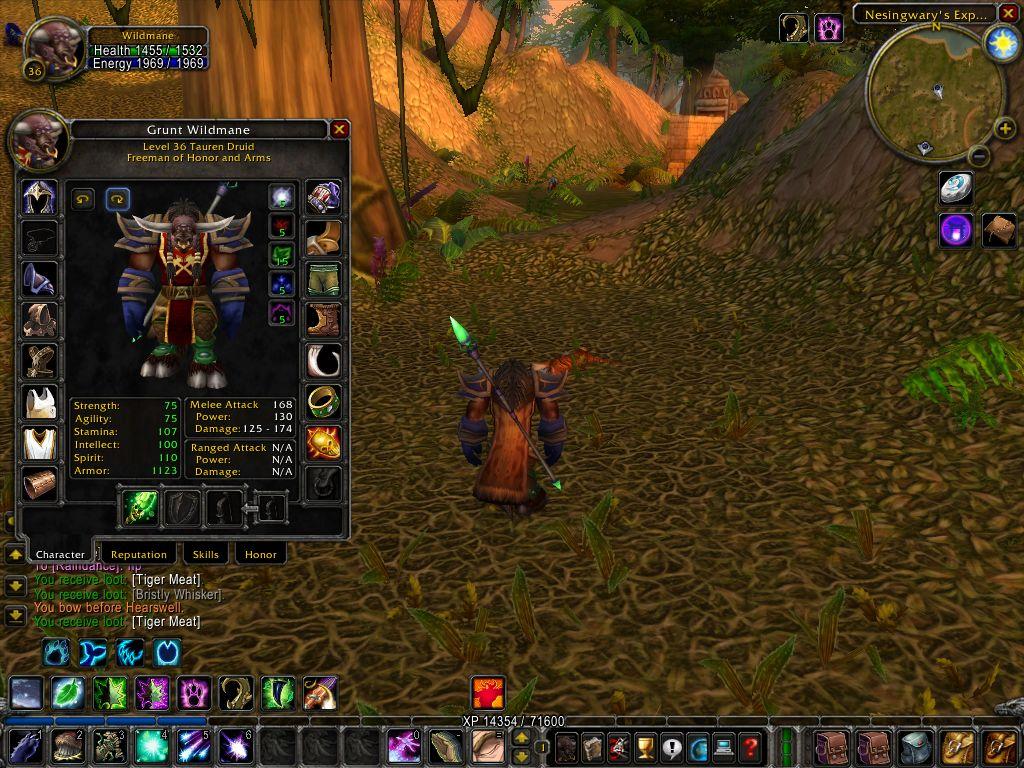 Wildmane
Health 1455 / 1532
Energy 1969 / 1969
36
Nesingwary's Exp...
N
Grunt Wildmane
Level 36 Tauren Druid
Freeman of Honor and Arms
5
5
15
5
5
Strength: 75
Agility: 75
Stamina: 107
Intellect: 100
Spirit: 110
Armor: 1123
Melee Attack 168
Power: 130
Damage: 125 - 174
Ranged Attack N/A
Power: N/A
Damage: N/A
Character
Reputation
Skills
Honor
To [Raindance]: np
You receive loot: [Tiger Meat].
You receive loot: [Bristly Whisker].
You bow before Hearswell.
You receive loot: [Tiger Meat].
XP 14354 / 71600
1 2 3 4 5 6 0 - =
1